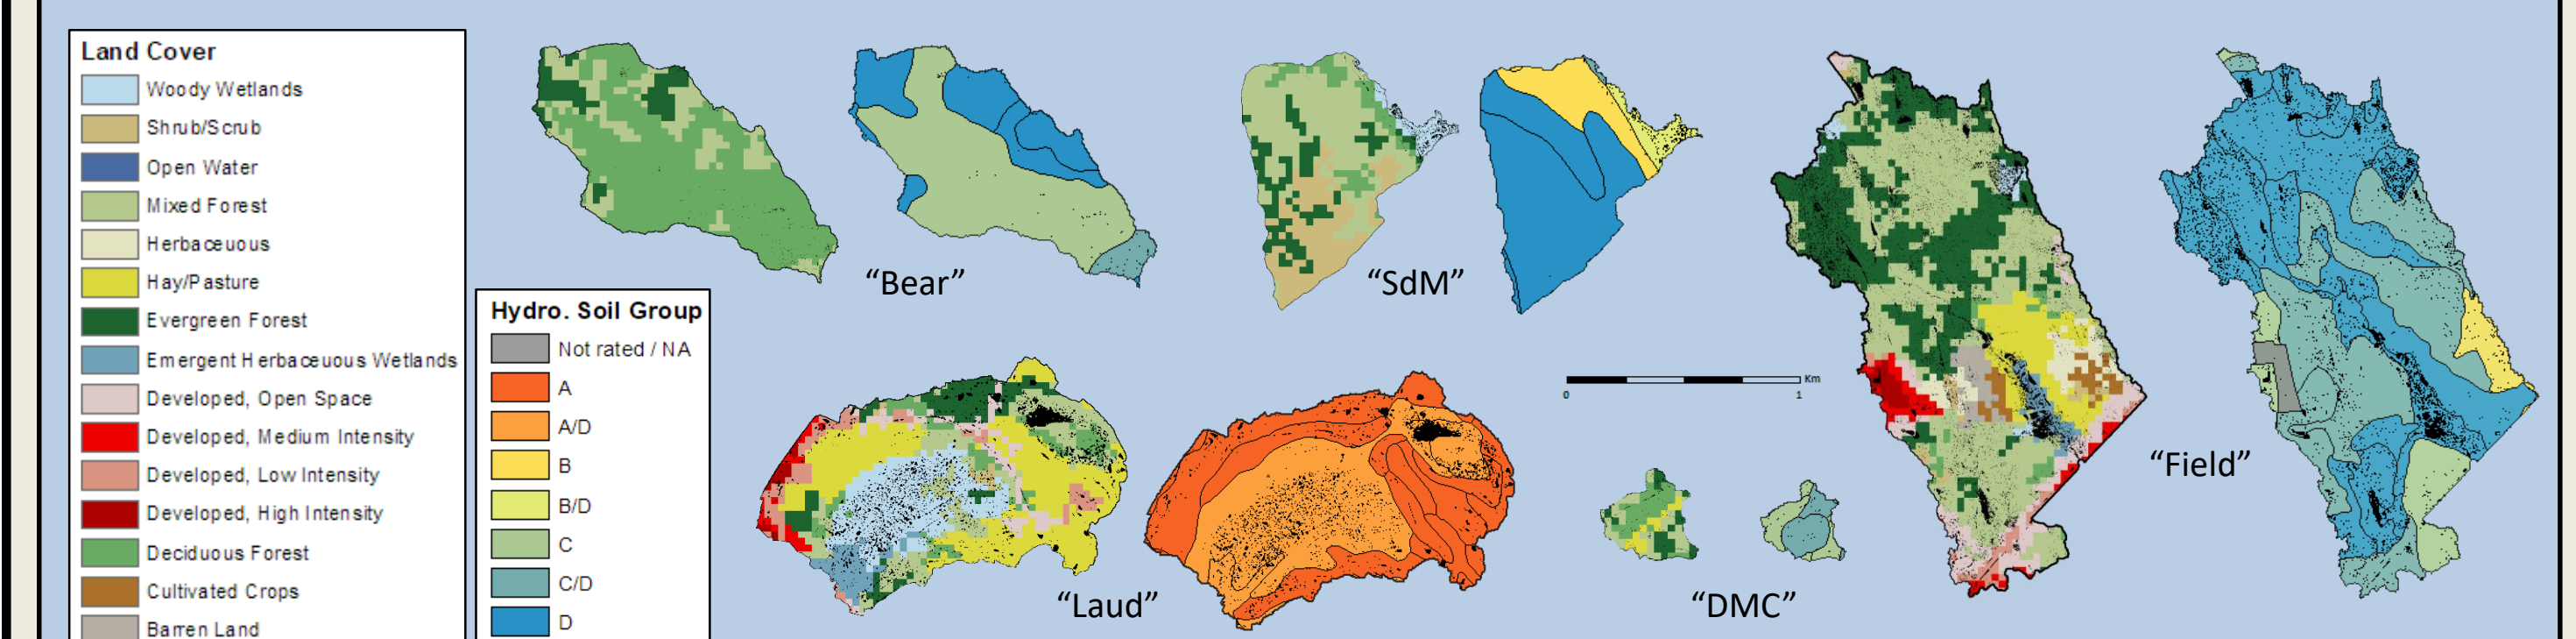 Land Cover
Woody Wetlands
Shrub/Scrub
Open Water
Mixed Forest
Herbaceuous
Hay/Pasture
Evergreen Forest
Emergent Herbaceuous Wetlands
Developed, Open Space
Developed, Medium Intensity
Developed, Low Intensity
Developed, High Intensity
Deciduous Forest
Cultivated Crops
Barren Land
Hydro. Soil Group
Not rated / NA
A
A/D
B
B/D
C
C/D
D
“Bear”
“SdM”
Km
0
1
“Field”
“Laud”
“DMC”